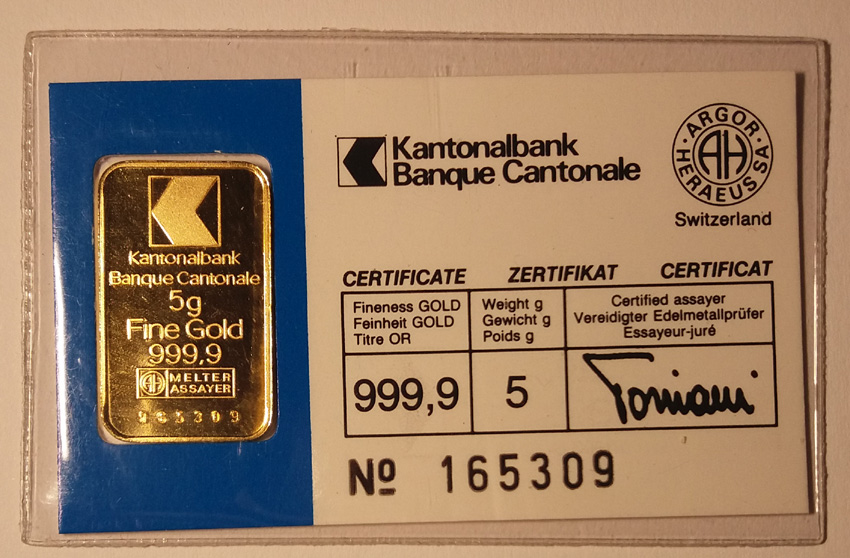 Kantonalbank
Banque Cantonale
5g
Fine Gold
999,9
AH MELTER
ASSAYER
Kantonalbank
Banque Cantonale
· ARGOR ·
HERAEUS SA
AH
Switzerland
CERTIFICATE ZERTIFIKAT CERTIFICAT
Fineness GOLD
Feinheit GOLD
Titre OR
Weight g
Gewicht g
Poids g
Certified assayer
Vereidigter Edelmetallprüfer
Essayeur-juré
999,9
5
Nº 165309